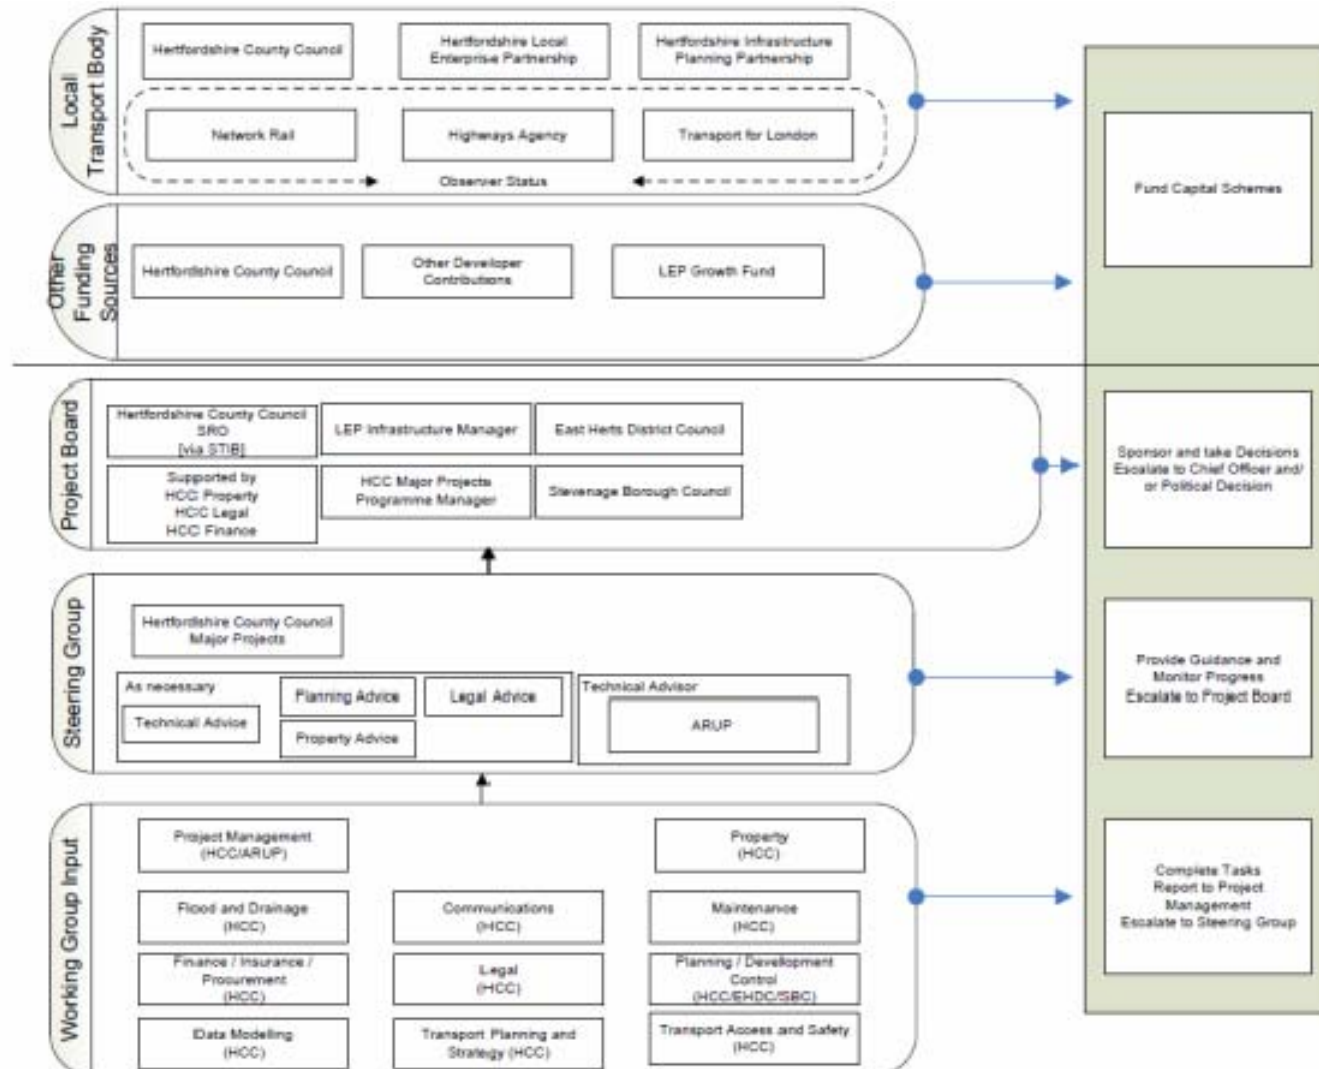 Local
Transport Body
Hertfordshire County Council
Hertfordshire Local
Enterprise Partnership
Hertfordshire Infrastructure
Planning Partnership
Network Rail
Highways Agency
Transport for London
Observer Status
Fund Capital Schemes
Other
Funding
Sources
Hertfordshire County Council
Other Developer
Contributions
LEP Growth Fund
Project Board
Hertfordshire County Council
SRO
[via STIB]
LEP Infrastructure Manager
East Herts District Council
Supported by
HCC Property
HCC Legal
HCC Finance
HCC Major Projects
Programme Manager
Stevenage Borough Council
Sponsor and take Decisions
Escalate to Chief Officer and/
or Political Decision
Steering Group
Hertfordshire County Council
Major Projects
As necessary
Technical Advice
Planning Advice
Legal Advice
Property Advice
Technical Advisor
ARUP
Provide Guidance and
Monitor Progress
Escalate to Project Board
Working Group Input
Project Management
(HCC/ARUP)
Property
(HCC)
Flood and Drainage
(HCC)
Communications
(HCC)
Maintenance
(HCC)
Finance / Insurance /
Procurement
(HCC)
Legal
(HCC)
Planning / Development
Control
(HCC/EHDC/SBC)
Data Modelling
(HCC)
Transport Planning and
Strategy (HCC)
Transport Access and Safety
(HCC)
Complete Tasks
Report to Project
Management
Escalate to Steering Group